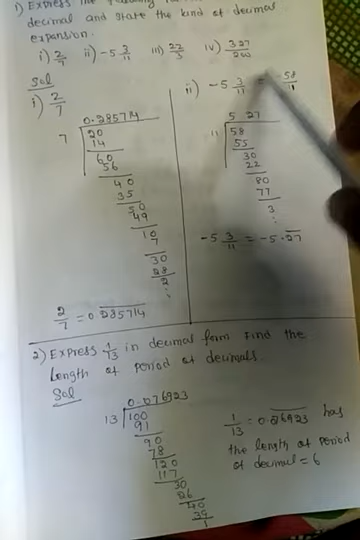 1) Express the following
decimal and state the kind of decimal
expansion.
i) 2/7 ii) -5 3/11 iii) 22/3 iv) 327/200
Sol
i) 2/7
0.285714
7 20
14
60
56
40
35
50
49
10
7
30
28
2
:
2/7 = 0.285714
ii) -5 3/11 = -58/11
5 27
11 58
55
30
22
80
77
3
:
-5 3/11 = -5.27
2) Express 1/13 in decimal form Find the
length of period of decimals.
Sol
0.076923
13 100
91
90
78
120
117
30
26
40
39
1
1/13 = 0.076923 has
the length of period
of decimal = 6